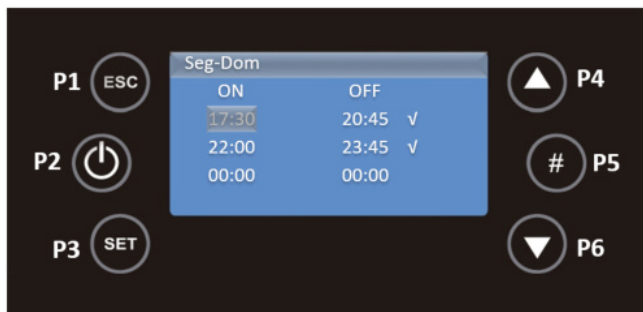 Seg-Dom
P1 ESC
ON OFF
P4
17:30 20:45 √
P2
22:00 23:45 √
# P5
00:00 00:00
P3 SET
P6